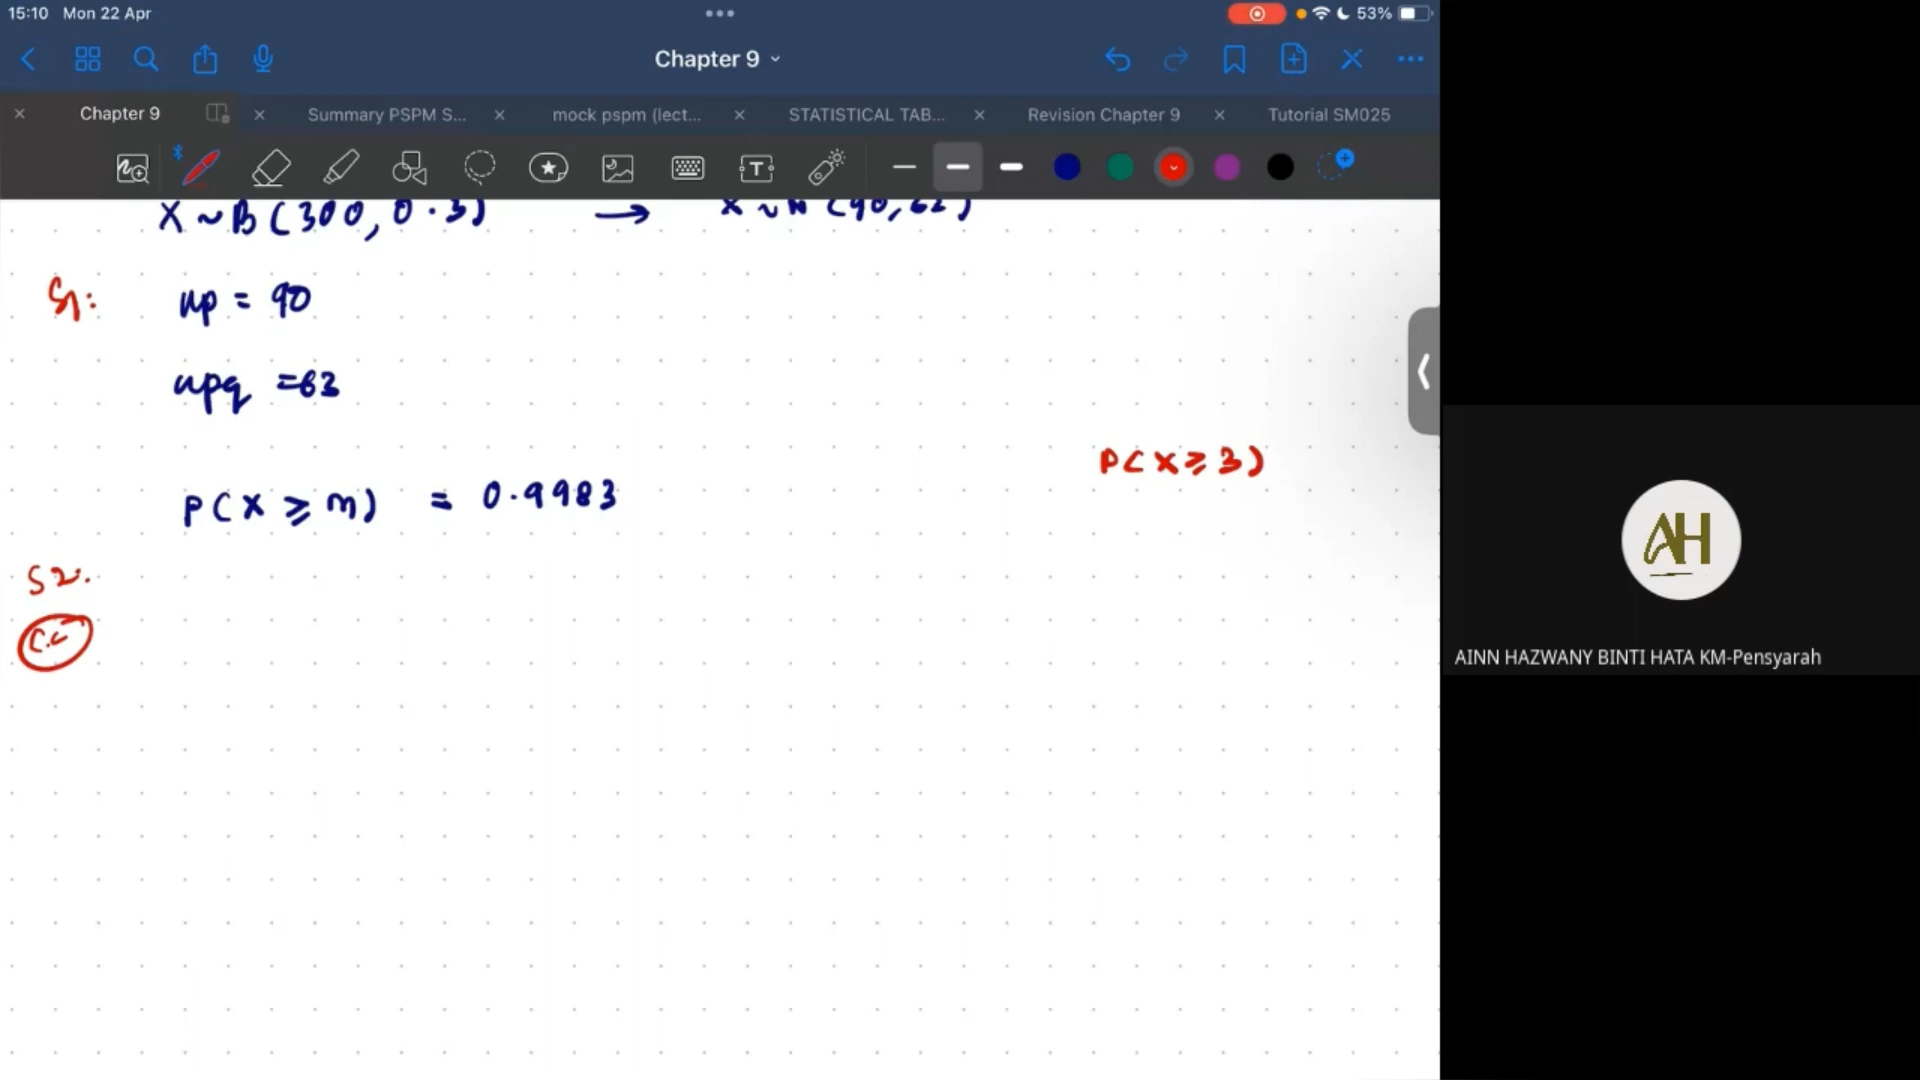 15:10 Mon 22 Apr
53%
Chapter 9
Chapter 9
Summary PSPM S...
mock pspm (lect...
STATISTICAL TAB...
Revision Chapter 9
Tutorial SM025
X ~ B (300, 0.3) → X ~ N (90, 62)
S1: np = 90
npq = 63
P(X ≥ 3)
P(X ≥ m) = 0.9983
S2.
C.C
AH
AINN HAZWANY BINTI HATA KM-Pensyarah